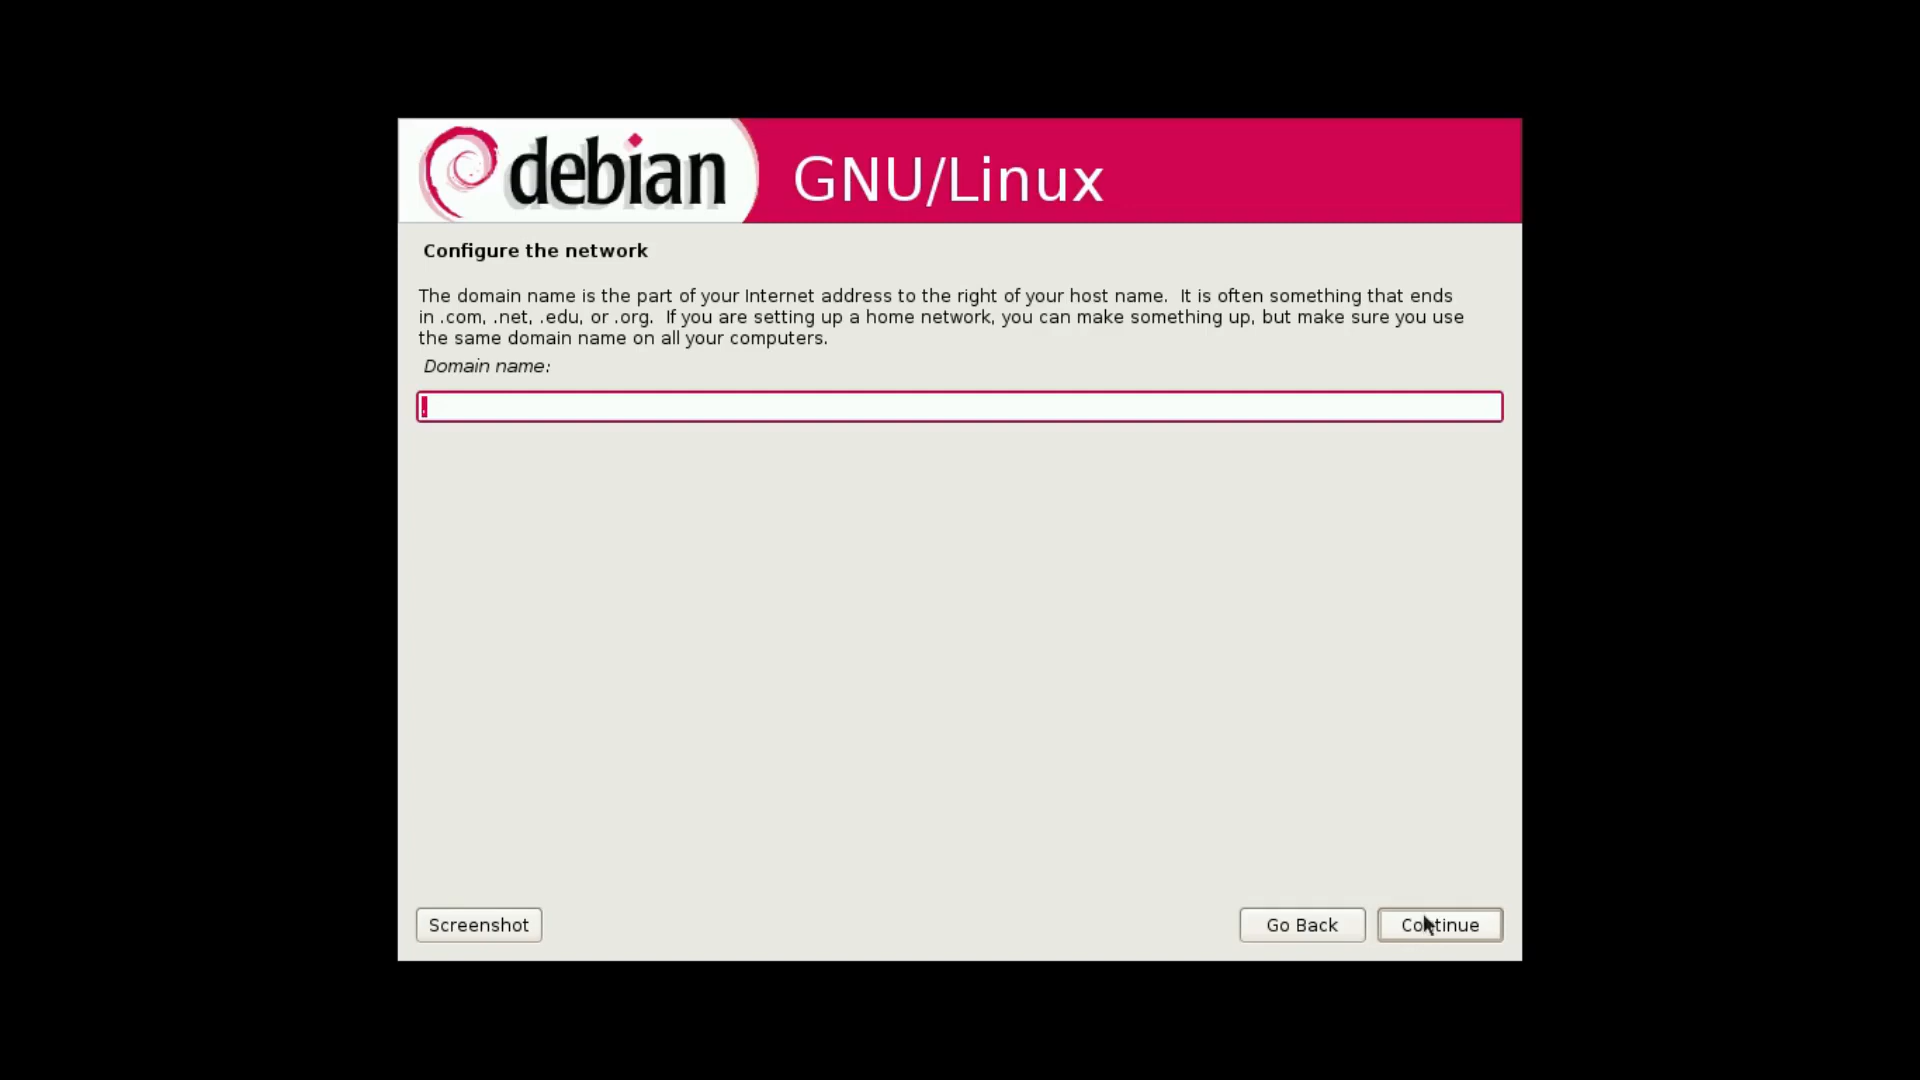 debian GNU/Linux
Configure the network
The domain name is the part of your Internet address to the right of your host name.  It is often something that ends
in .com, .net, .edu, or .org.  If you are setting up a home network, you can make something up, but make sure you use
the same domain name on all your computers.
Domain name:
.
Screenshot
Go Back
Continue